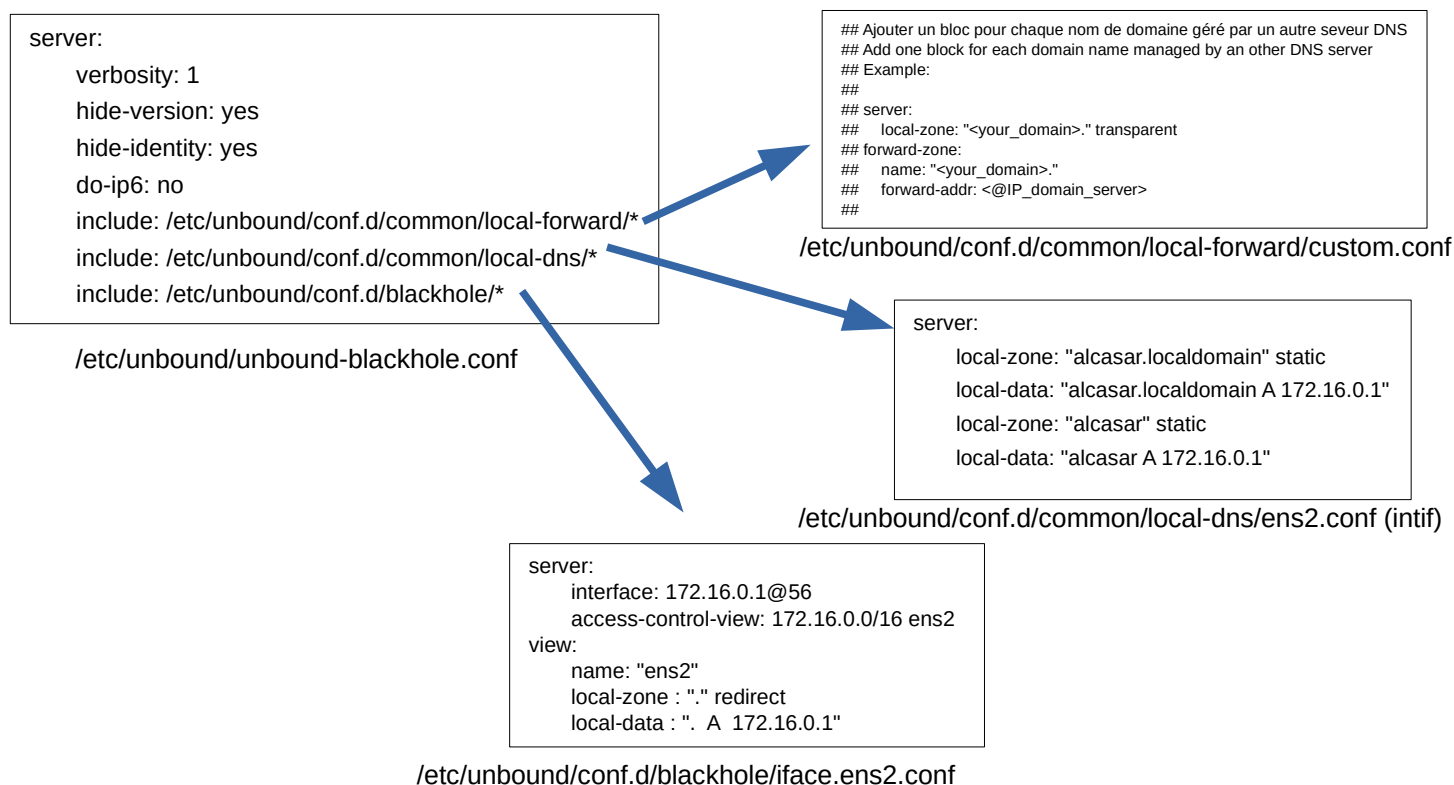 server:
verbosity: 1
hide-version: yes
hide-identity: yes
do-ip6: no
include: /etc/unbound/conf.d/common/local-forward/*
include: /etc/unbound/conf.d/common/local-dns/*
include: /etc/unbound/conf.d/blackhole/*
/etc/unbound/unbound-blackhole.conf
## Ajouter un bloc pour chaque nom de domaine géré par un autre seveur DNS
## Add one block for each domain name managed by an other DNS server
## Example:
##
## server:
## local-zone: "<your_domain>." transparent
## forward-zone:
## name: "<your_domain>."
## forward-addr: <@IP_domain_server>
##
/etc/unbound/conf.d/common/local-forward/custom.conf
server:
local-zone: "alcasar.localdomain" static
local-data: "alcasar.localdomain A 172.16.0.1"
local-zone: "alcasar" static
local-data: "alcasar A 172.16.0.1"
/etc/unbound/conf.d/common/local-dns/ens2.conf (intif)
server:
interface: 172.16.0.1@56
access-control-view: 172.16.0.0/16 ens2
view:
name: "ens2"
local-zone : "." redirect
local-data : ". A 172.16.0.1"
/etc/unbound/conf.d/blackhole/iface.ens2.conf